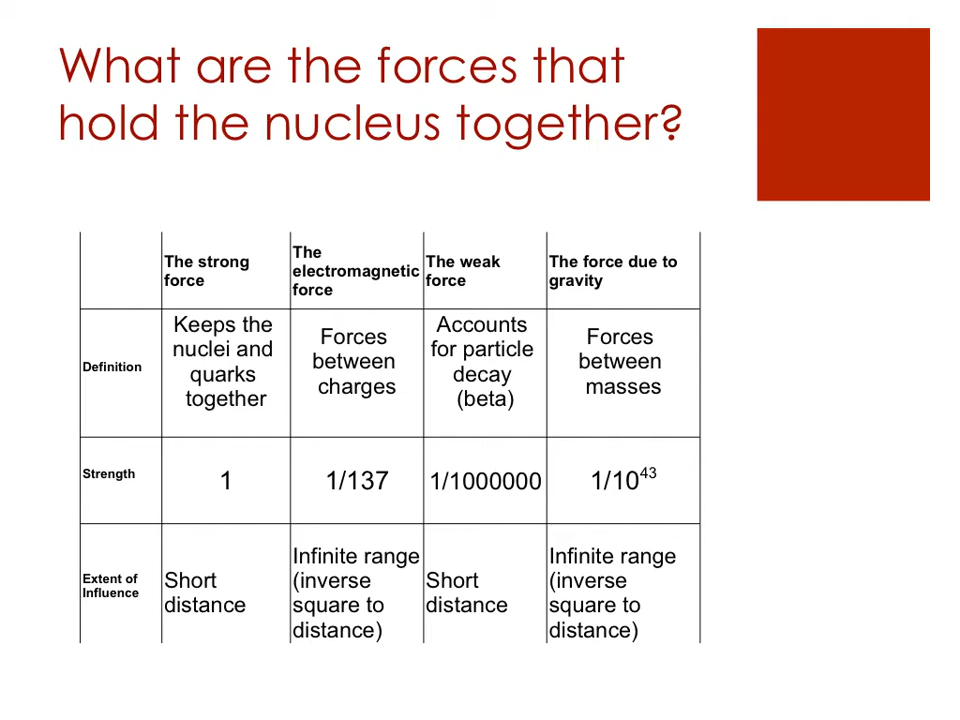 What are the forces that
hold the nucleus together?
The strong
force
The
electromagnetic
force
The weak
force
The force due to
gravity
Definition
Keeps the
nuclei and
quarks
together
Forces
between
charges
Accounts
for particle
decay
(beta)
Forces
between
masses
Strength
1
1/137
1/1000000
1/10⁴³
Extent of
Influence
Short
distance
Infinite range
(inverse
square to
distance)
Short
distance
Infinite range
(inverse
square to
distance)